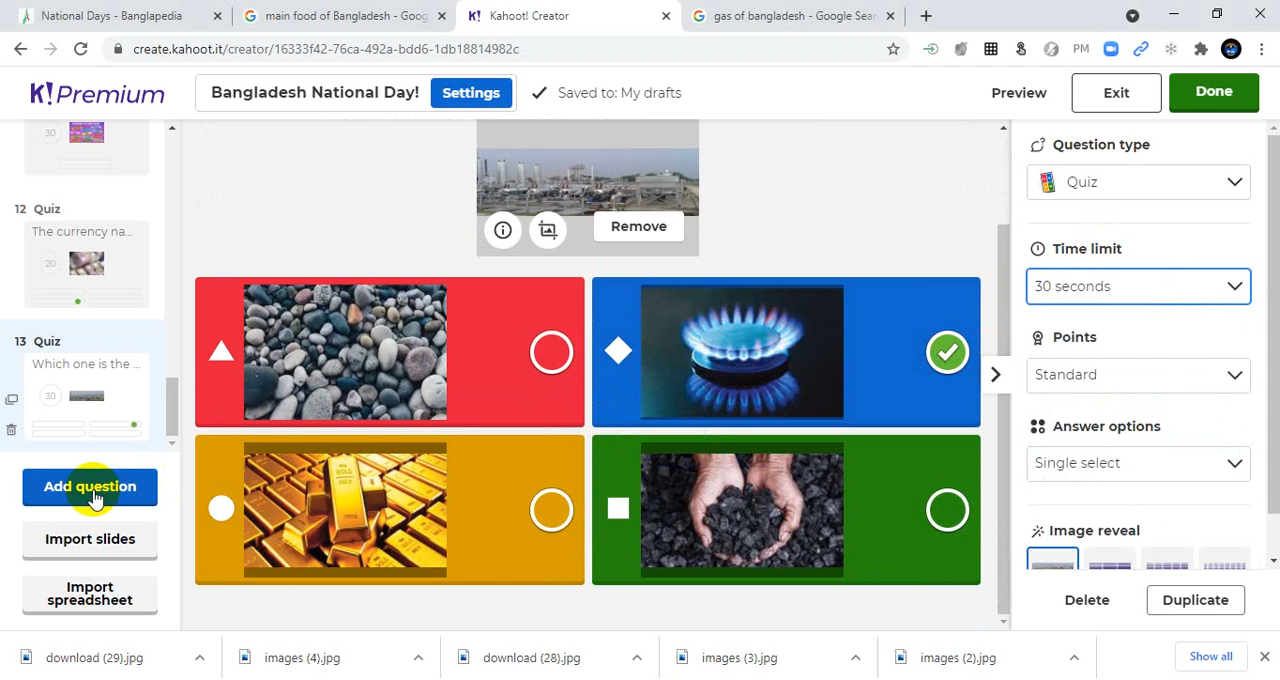 National Days - Banglapedia
main food of Bangladesh - Goog
Kahoot! Creator
gas of bangladesh - Google Sear
create.kahoot.it/creator/16333f42-76ca-492a-bdd6-1db18814982c
PM
K! Premium
Bangladesh National Day!
Settings
Saved to: My drafts
Preview
Exit
Done
30
12 Quiz
The currency na...
20
13 Quiz
Which one is the ...
30
Add question
Import slides
Import
spreadsheet
Remove
Question type
Quiz
Time limit
30 seconds
Points
Standard
Answer options
Single select
Image reveal
Delete
Duplicate
download (29).jpg
images (4).jpg
download (28).jpg
images (3).jpg
images (2).jpg
Show all